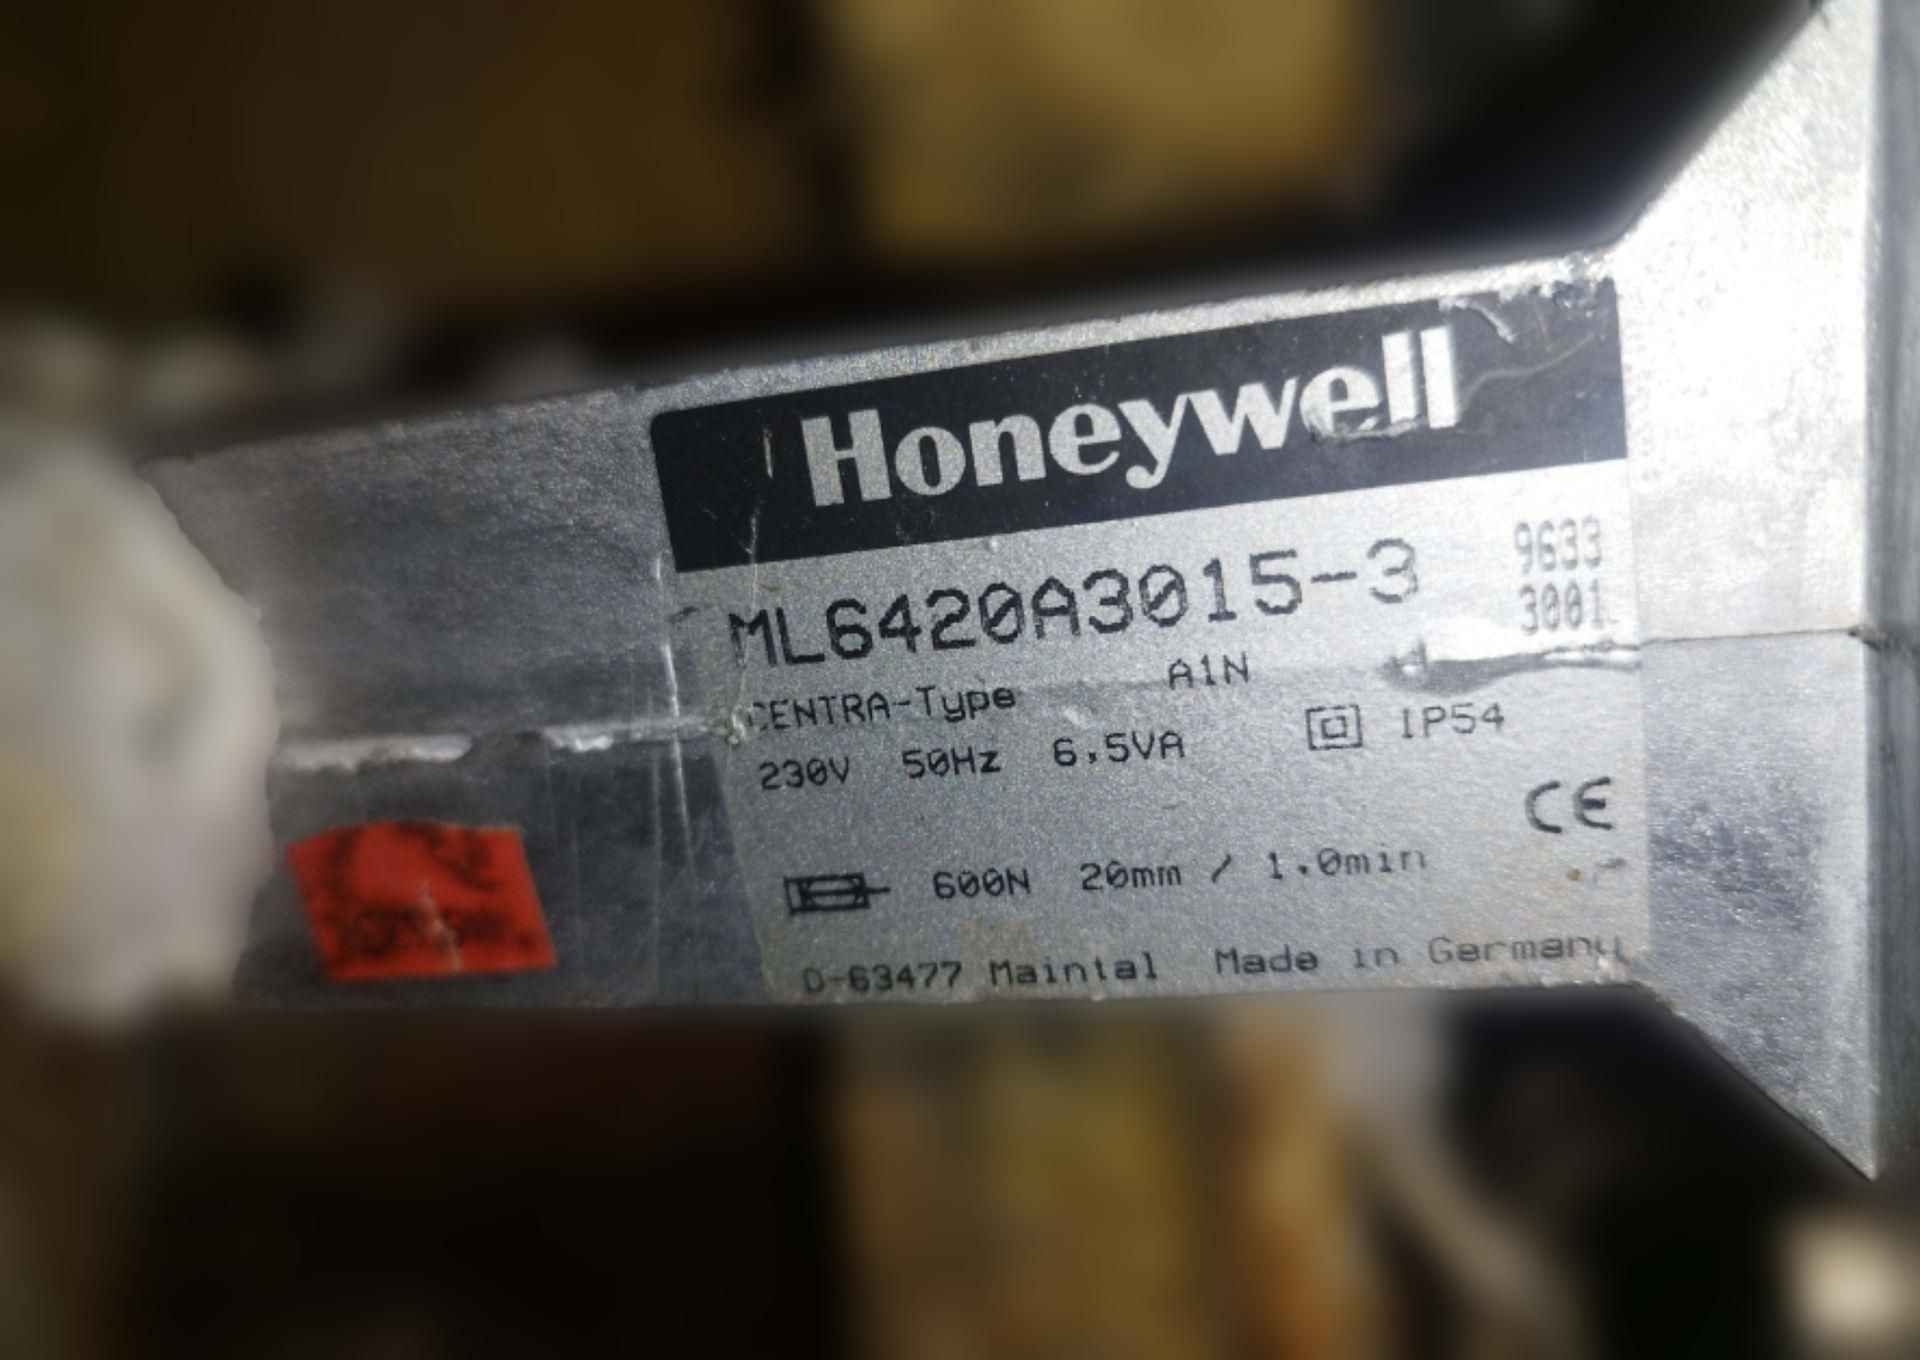 Honeywell
ML6420A3015-3
9633
3001
CENTRA-Type A1N
230V 50Hz 6,5VA IP54
CE
600N 20mm / 1.0min
D-63477 Maintal Made in Germany